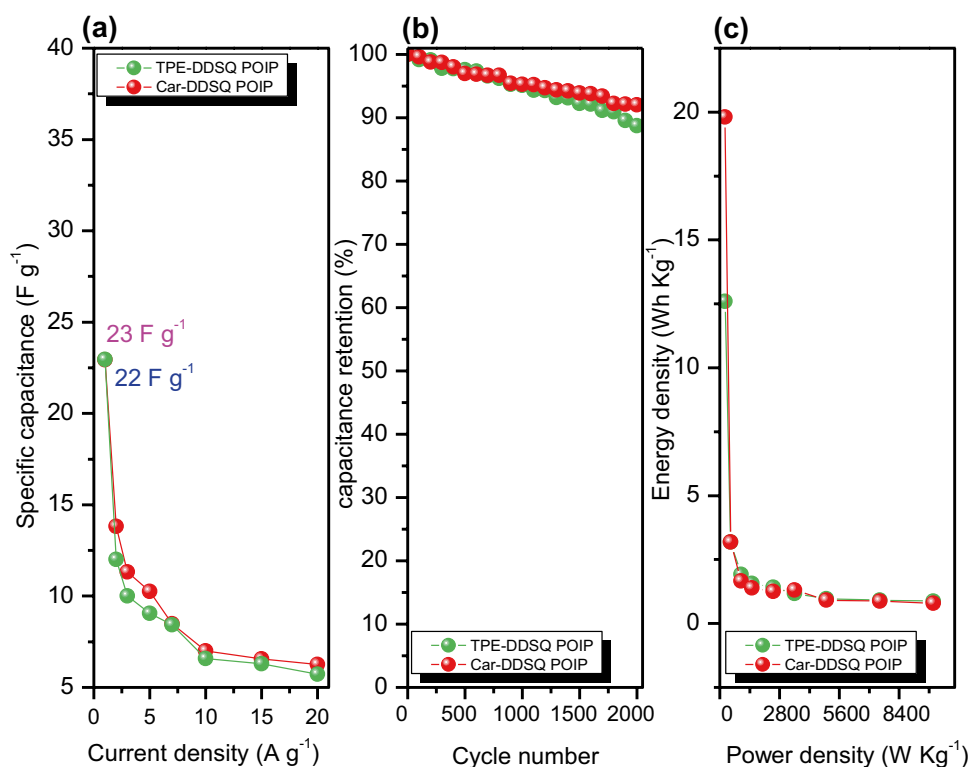 (a)
40
35
30
25
20
15
10
5
0
5
10
15
20
Specific capacitance (F g⁻¹)
Current density (A g⁻¹)
TPE-DDSQ POIP
Car-DDSQ POIP
23 F g⁻¹
22 F g⁻¹
(b)
100
90
80
70
60
50
40
30
20
10
0
0
500
1000
1500
2000
capacitance retention (%)
Cycle number
TPE-DDSQ POIP
Car-DDSQ POIP
(c)
20
15
10
5
0
0
2800
5600
8400
Energy density (Wh Kg⁻¹)
Power density (W Kg⁻¹)
TPE-DDSQ POIP
Car-DDSQ POIP